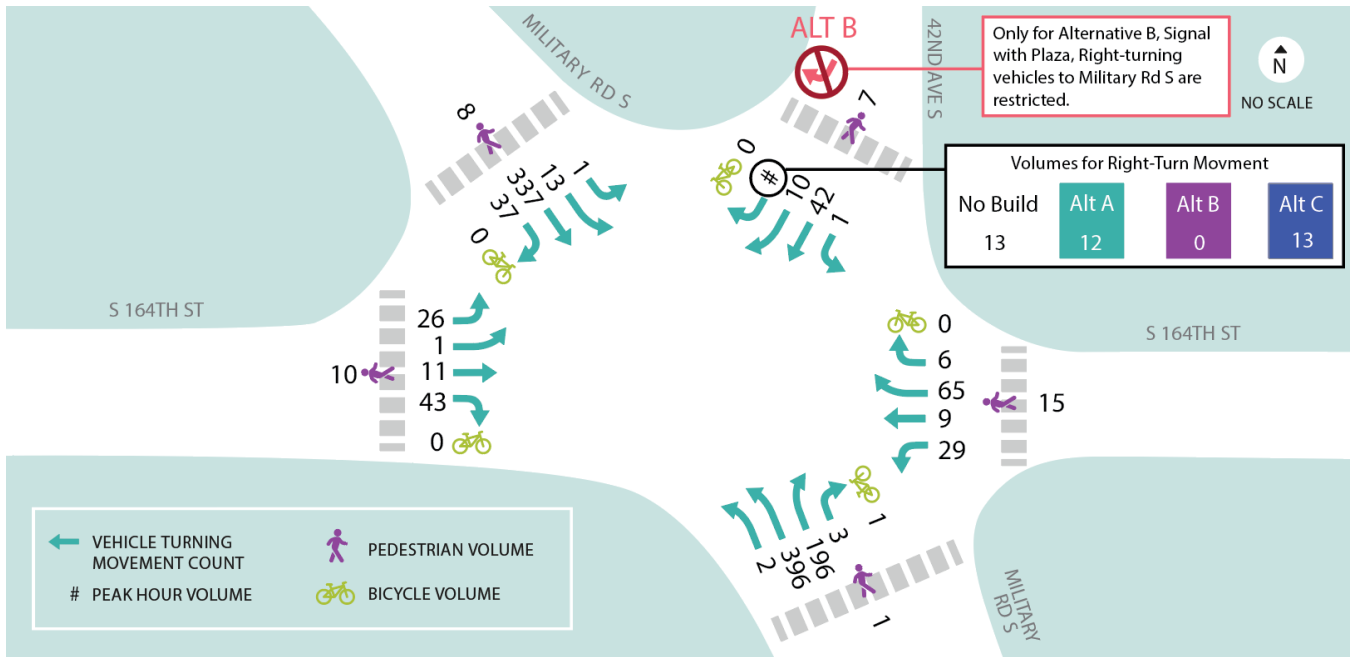 MILITARY RD S
ALT B
42ND AVE S
Only for Alternative B, Signal
with Plaza, Right-turning
vehicles to Military Rd S are
restricted.
N
NO SCALE
8
7
0
#
10
42
1
Volumes for Right-Turn Movment
No Build
Alt A
Alt B
Alt C
13
12
0
13
1
13
337
37
0
S 164TH ST
26
1
11
43
0
10
S 164TH ST
0
6
65
9
29
15
1
3
196
396
2
1
MILITARY
RD S
VEHICLE TURNING
MOVEMENT COUNT
# PEAK HOUR VOLUME
PEDESTRIAN VOLUME
BICYCLE VOLUME